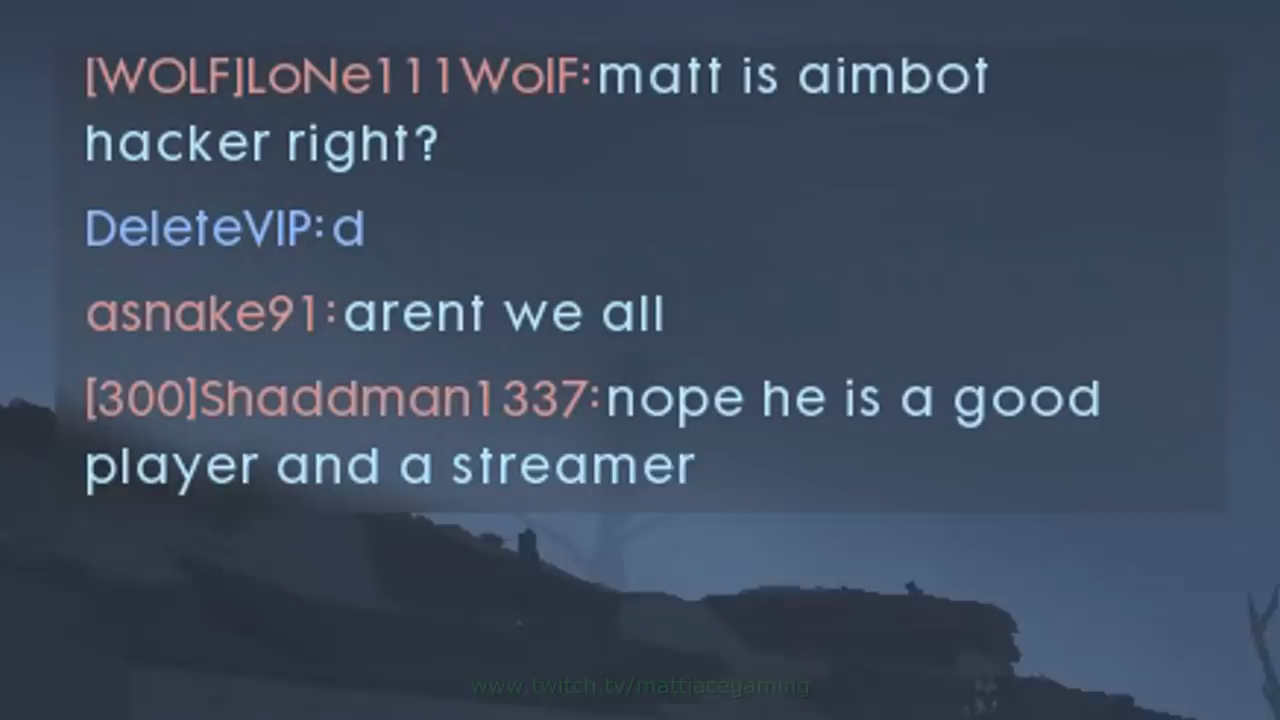 [WOLF]LoNe111WolF:matt is aimbot
hacker right?
DeleteVIP:d
asnake91:arent we all
[300]Shaddman1337:nope he is a good
player and a streamer
www.twitch.tv/mattiecegaming